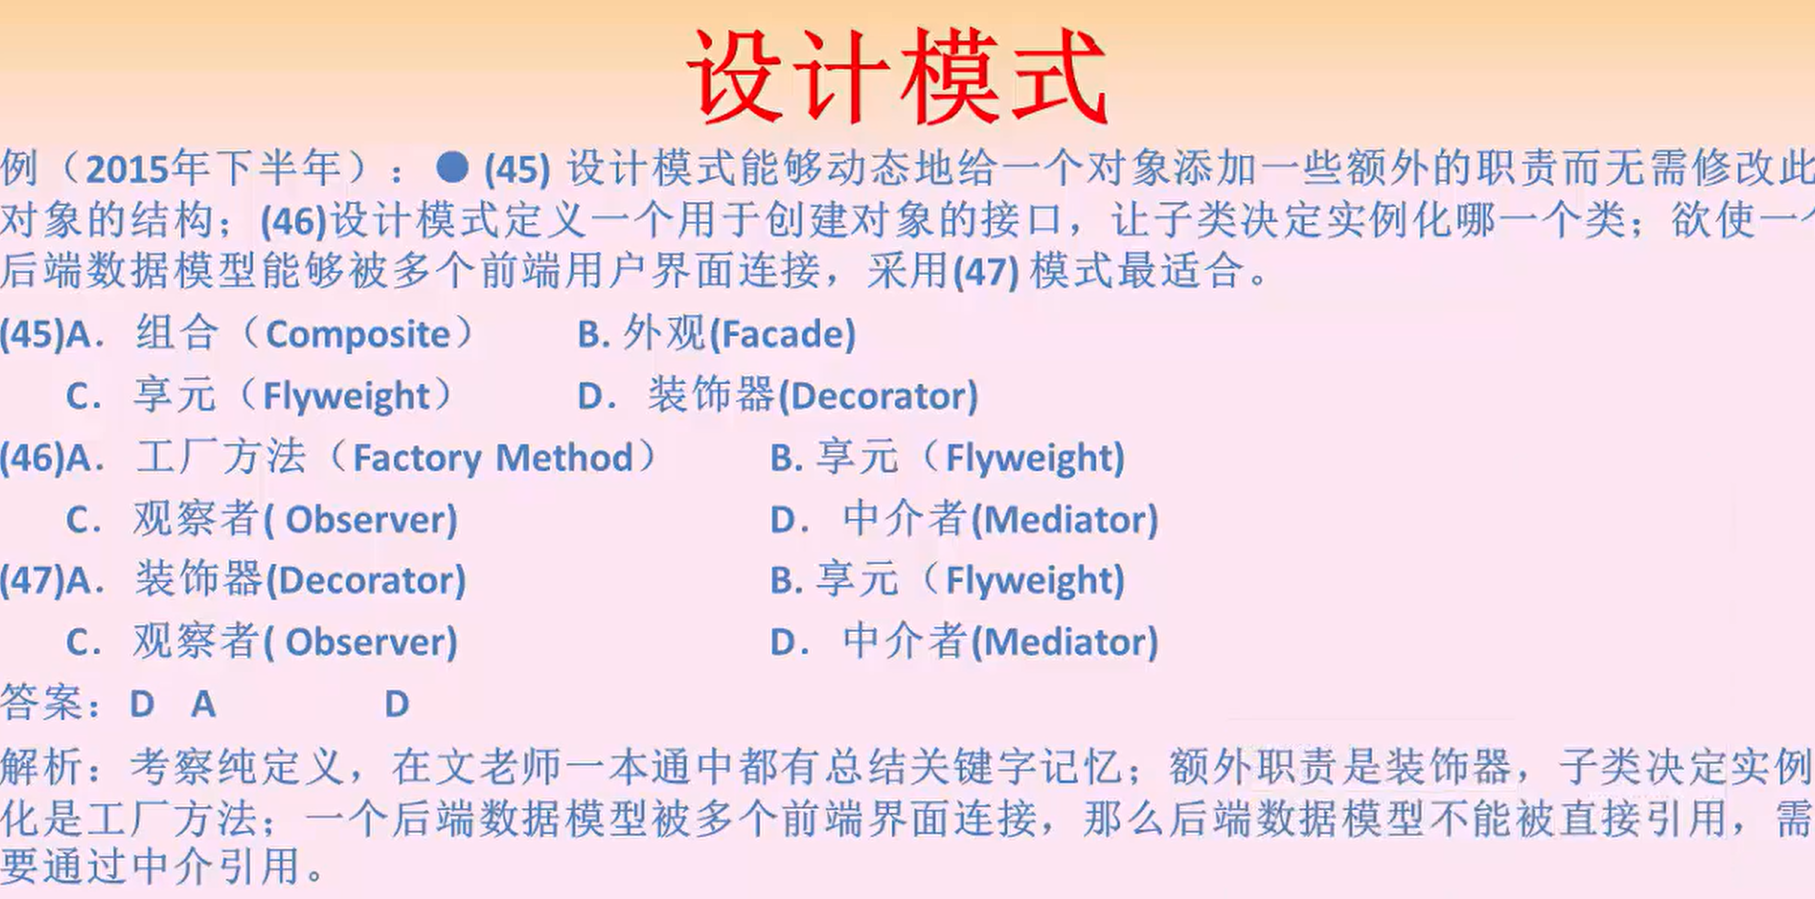 设计模式
例（2015年下半年）：● (45) 设计模式能够动态地给一个对象添加一些额外的职责而无需修改此
对象的结构；(46)设计模式定义一个用于创建对象的接口，让子类决定实例化哪一个类；欲使一个
后端数据模型能够被多个前端用户界面连接，采用(47) 模式最适合。
(45)A．组合（Composite） B. 外观(Facade)
C．享元（Flyweight） D．装饰器(Decorator)
(46)A．工厂方法（Factory Method） B. 享元（Flyweight)
C．观察者( Observer) D．中介者(Mediator)
(47)A．装饰器(Decorator) B. 享元（Flyweight)
C．观察者( Observer) D．中介者(Mediator)
答案：D A D
解析：考察纯定义，在文老师一本通中都有总结关键字记忆；额外职责是装饰器，子类决定实例
化是工厂方法；一个后端数据模型被多个前端界面连接，那么后端数据模型不能被直接引用，需
要通过中介引用。